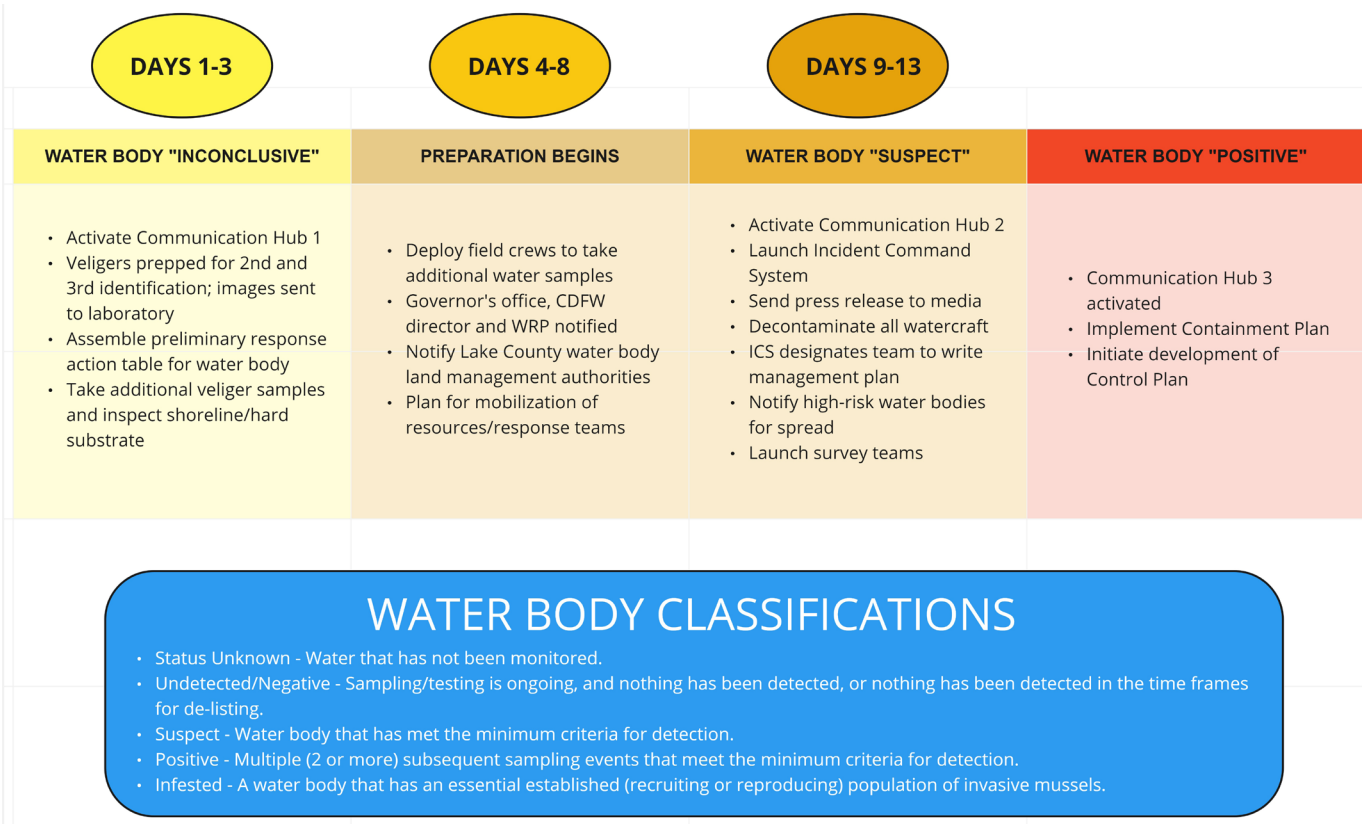 DAYS 1-3
DAYS 4-8
DAYS 9-13
WATER BODY "INCONCLUSIVE"
PREPARATION BEGINS
WATER BODY "SUSPECT"
WATER BODY "POSITIVE"
• Activate Communication Hub 1
• Veligers prepped for 2nd and
3rd identification; images sent
to laboratory
• Assemble preliminary response
action table for water body
• Take additional veliger samples
and inspect shoreline/hard
substrate
• Deploy field crews to take
additional water samples
• Governor's office, CDFW
director and WRP notified
• Notify Lake County water body
land management authorities
• Plan for mobilization of
resources/response teams
• Activate Communication Hub 2
• Launch Incident Command
System
• Send press release to media
• Decontaminate all watercraft
• ICS designates team to write
management plan
• Notify high-risk water bodies
for spread
• Launch survey teams
• Communication Hub 3
activated
• Implement Containment Plan
• Initiate development of
Control Plan
WATER BODY CLASSIFICATIONS
• Status Unknown - Water that has not been monitored.
• Undetected/Negative - Sampling/testing is ongoing, and nothing has been detected, or nothing has been detected in the time frames
for de-listing.
• Suspect - Water body that has met the minimum criteria for detection.
• Positive - Multiple (2 or more) subsequent sampling events that meet the minimum criteria for detection.
• Infested - A water body that has an essential established (recruiting or reproducing) population of invasive mussels.